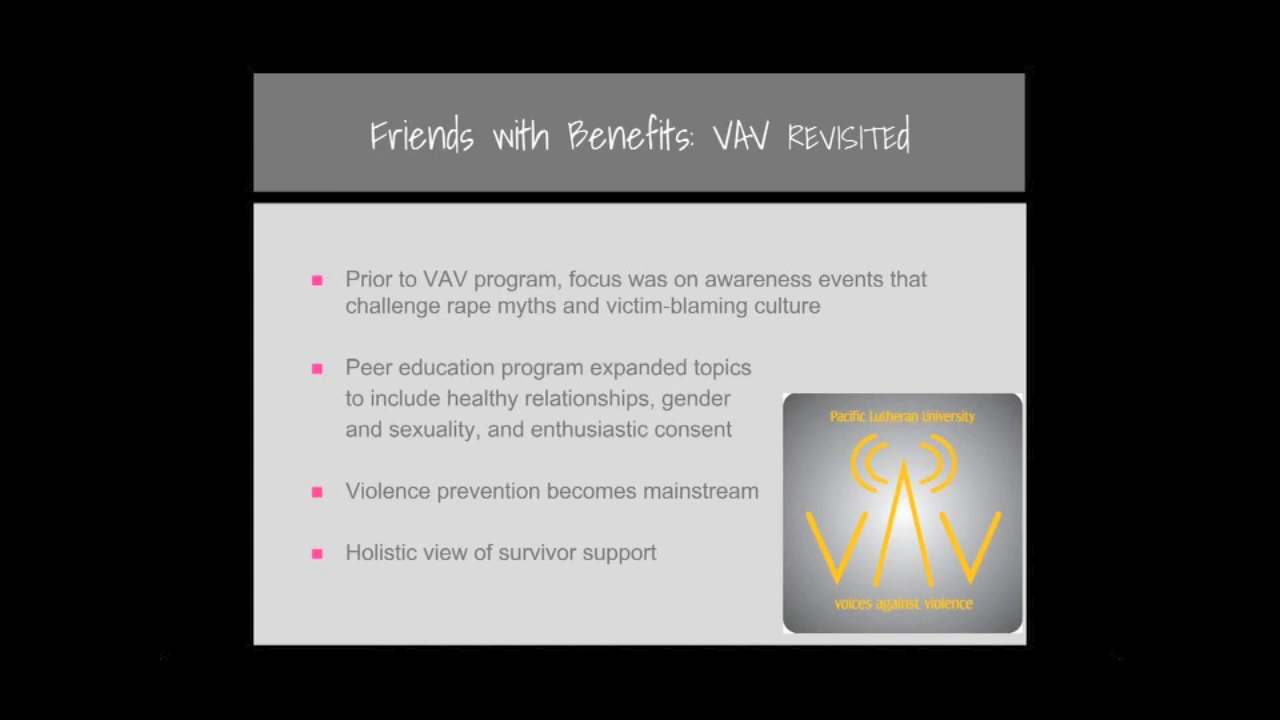 Friends with Benefits: VAV REVISITEd
Prior to VAV program, focus was on awareness events that
challenge rape myths and victim-blaming culture
Peer education program expanded topics
to include healthy relationships, gender
and sexuality, and enthusiastic consent
Violence prevention becomes mainstream
Holistic view of survivor support
Pacific Lutheran University
VAV
voices against violence